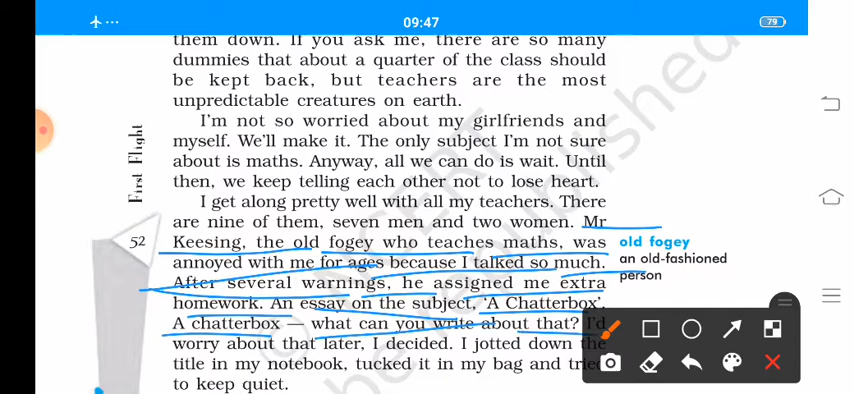 09:47
79
them down. If you ask me, there are so many
dummies that about a quarter of the class should
be kept back, but teachers are the most
unpredictable creatures on earth.
I'm not so worried about my girlfriends and
myself. We'll make it. The only subject I'm not sure
about is maths. Anyway, all we can do is wait. Until
then, we keep telling each other not to lose heart.
I get along pretty well with all my teachers. There
are nine of them, seven men and two women. Mr
Keesing, the old fogey who teaches maths, was
annoyed with me for ages because I talked so much.
After several warnings, he assigned me extra
homework. An essay on the subject, 'A Chatterbox'.
A chatterbox — what can you write about that? I'd
worry about that later, I decided. I jotted down the
title in my notebook, tucked it in my bag and tried
to keep quiet.
First Flight
52
old fogey
an old-fashioned
person
© NCERT
be republished